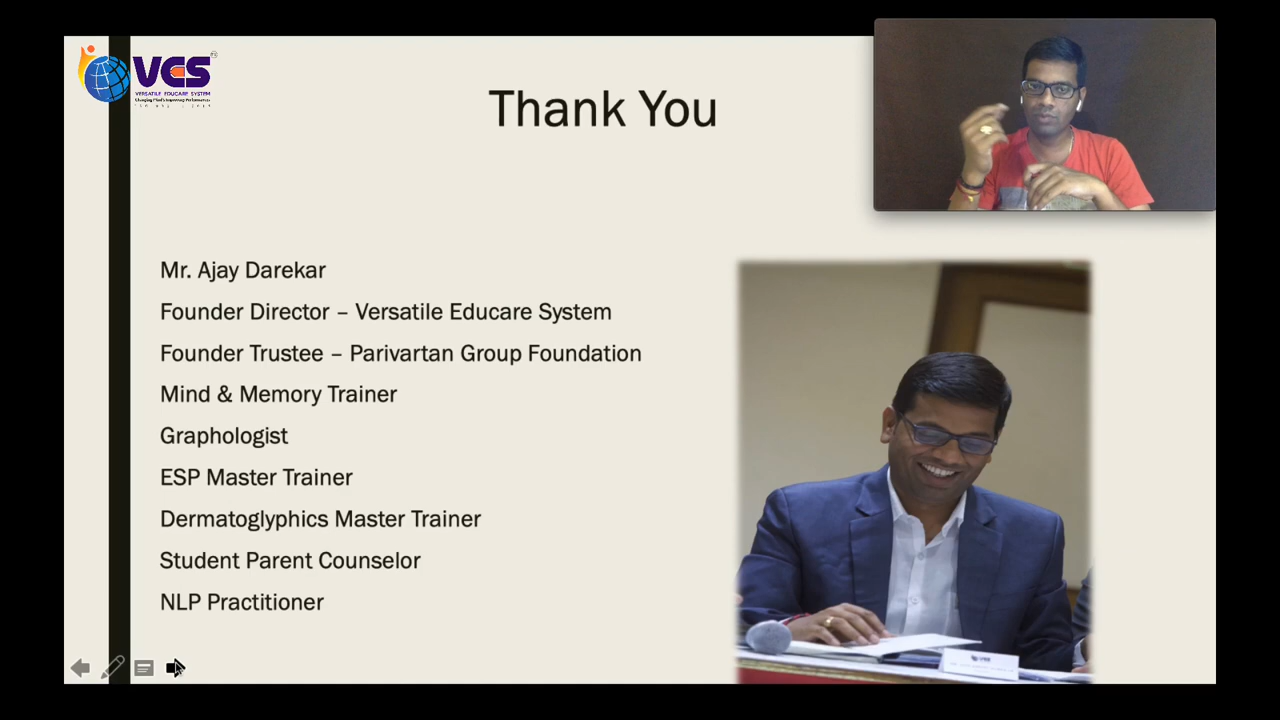 VCS
VERSATILE EDUCARE SYSTEM
Thank You
Mr. Ajay Darekar
Founder Director – Versatile Educare System
Founder Trustee – Parivartan Group Foundation
Mind & Memory Trainer
Graphologist
ESP Master Trainer
Dermatoglyphics Master Trainer
Student Parent Counselor
NLP Practitioner
VCS